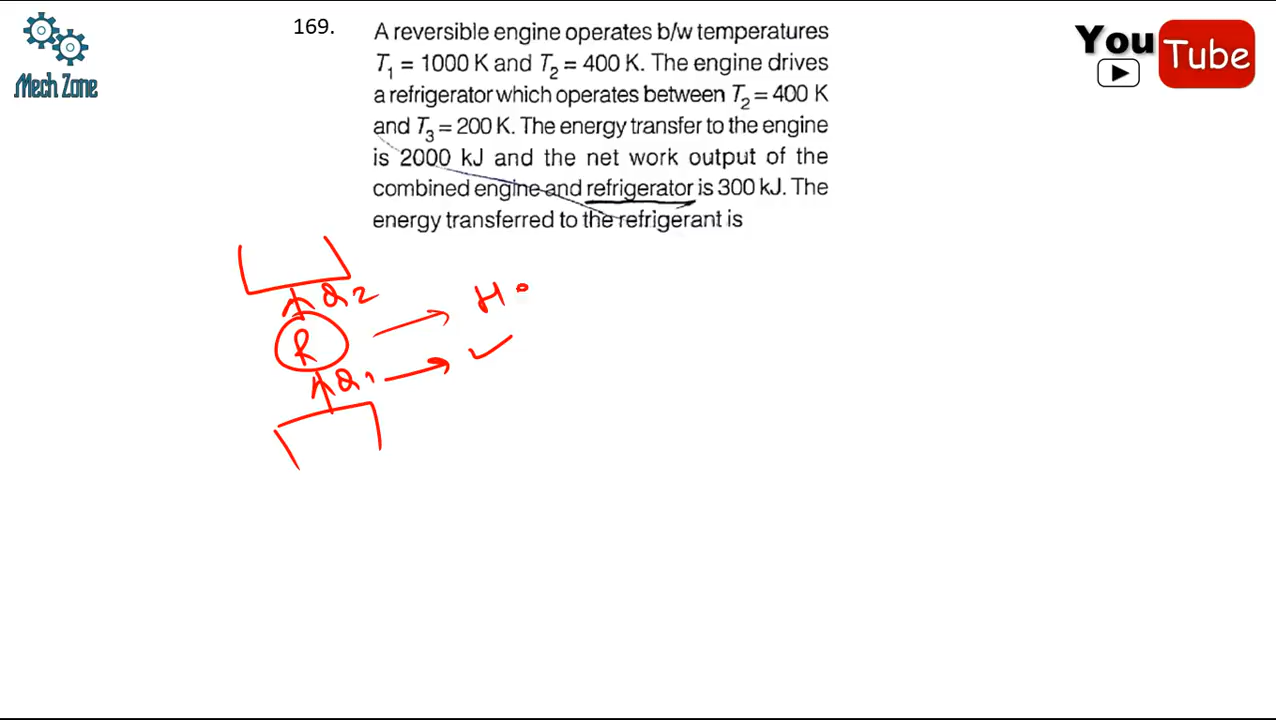 Mech Zone
169.
A reversible engine operates b/w temperatures
T₁ = 1000 K and T₂ = 400 K. The engine drives
a refrigerator which operates between T₂ = 400 K
and T₃ = 200 K. The energy transfer to the engine
is 2000 kJ and the net work output of the
combined engine and refrigerator is 300 kJ. The
energy transferred to the refrigerant is
You Tube
Q2
R
H.
Q1